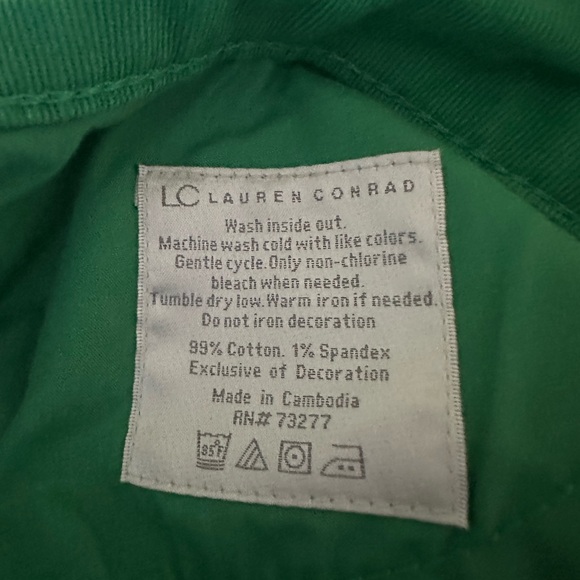 LC LAUREN CONRAD
Wash inside out.
Machine wash cold with like colors.
Gentle cycle. Only non-chlorine
bleach when needed.
Tumble dry low. Warm iron if needed.
Do not iron decoration
99% Cotton. 1% Spandex
Exclusive of Decoration
Made in Cambodia
RN# 73277
85°F